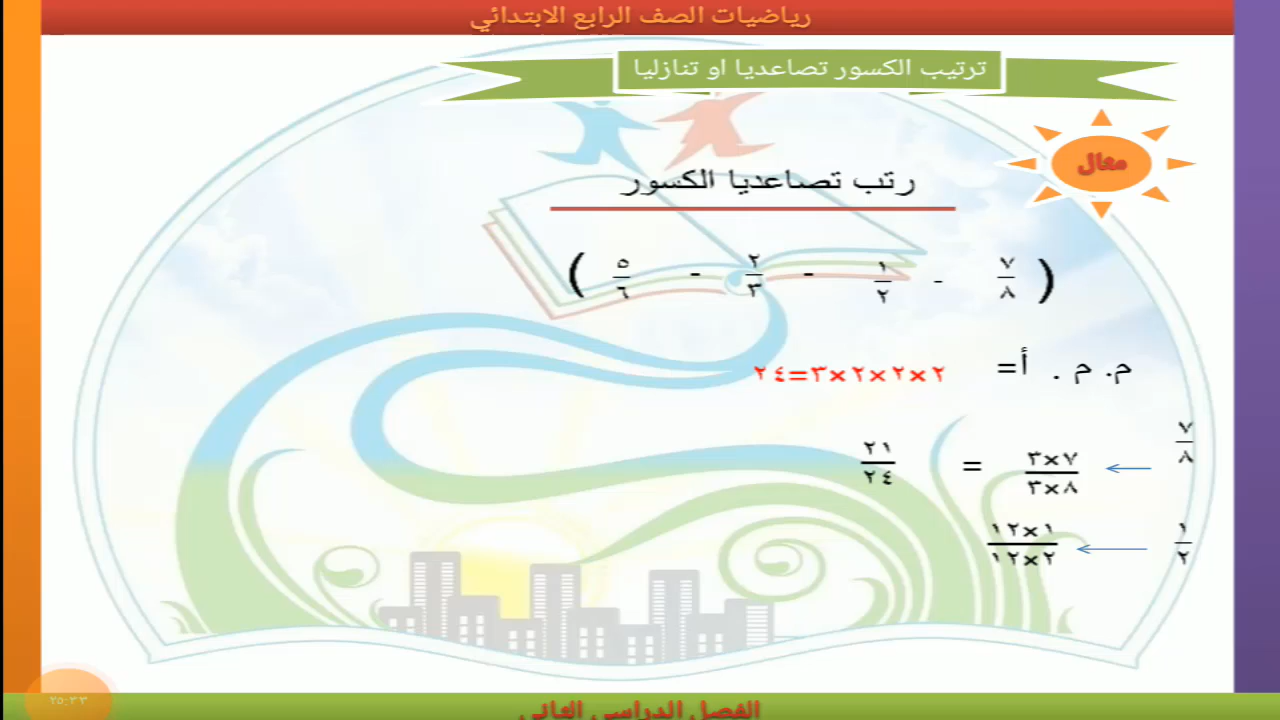 رياضيات الصف الرابع الابتدائي
ترتيب الكسور تصاعديا او تنازليا
مثال
رتب تصاعديا الكسور
( ٧/٨ - ١/٢ - ٢/٣ - ٥/٦ )
م. م . أ= ٢×٢×٢×٣=٢٤
٧/٨ ← ٧×٣/٨×٣ = ٢١/٢٤
١/٢ ← ١×١٢/٢×١٢
الفصل الدراسي الثاني
٢٥:٣٣